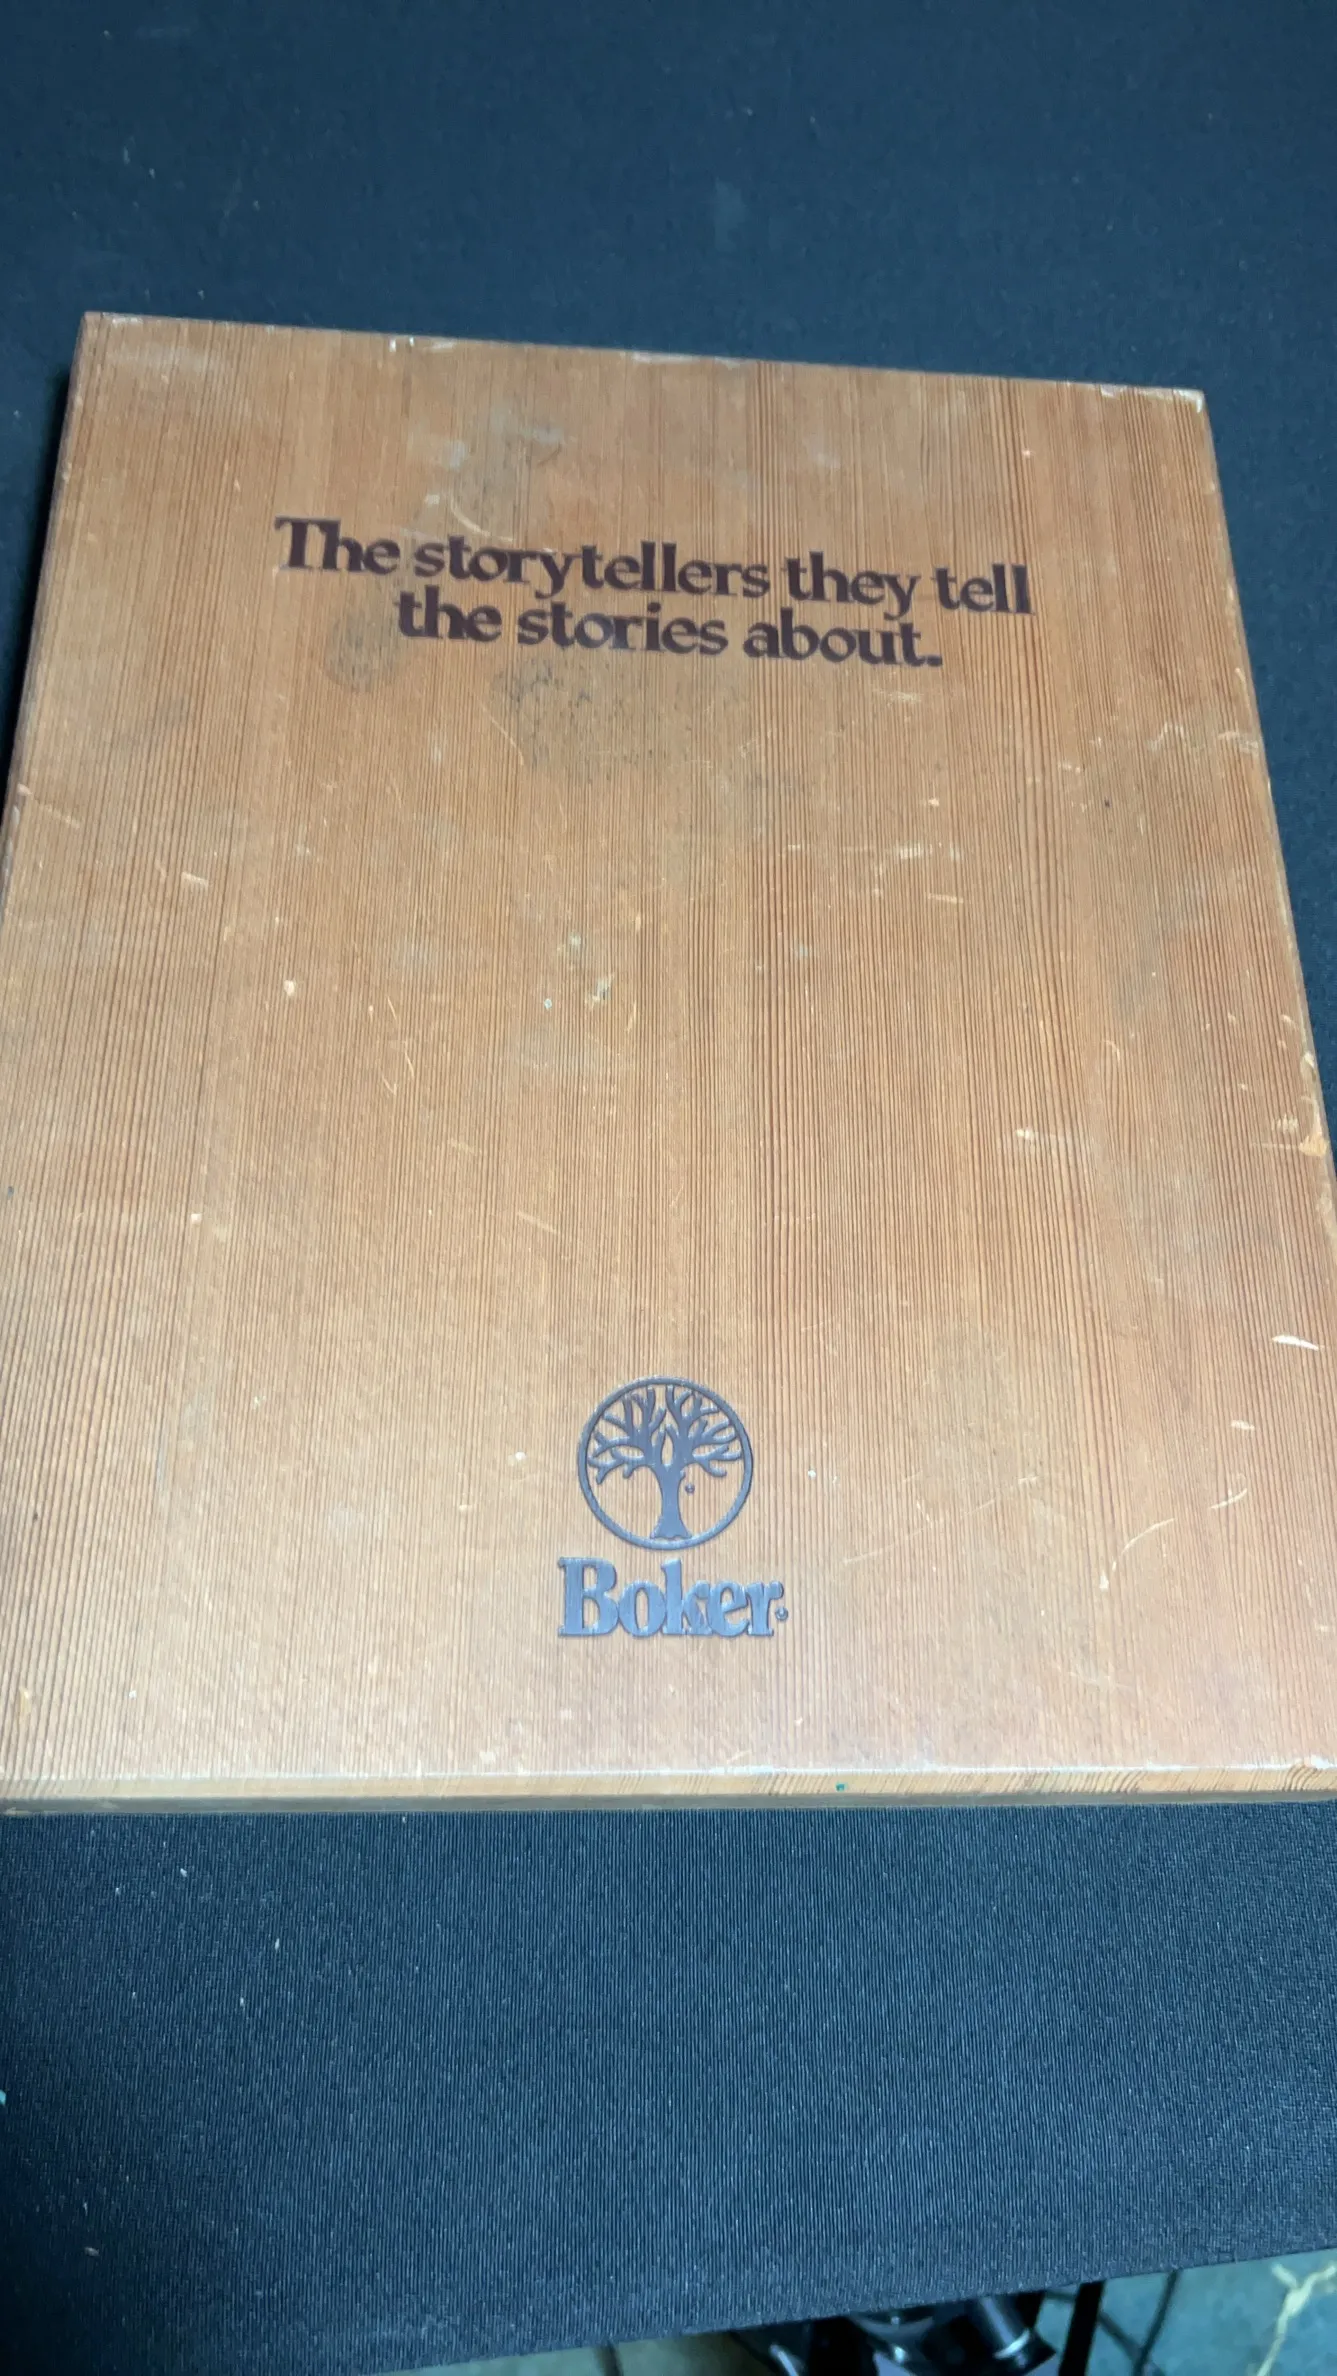 The storytellers they tell
the stories about.
Boker